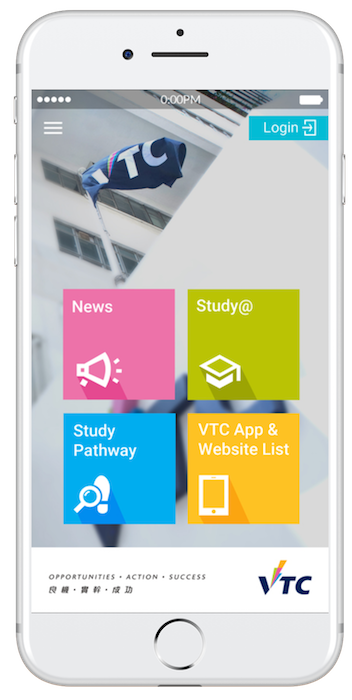 0:00PM
Login
VTC
News
Study@
Study
Pathway
VTC App &
Website List
OPPORTUNITIES • ACTION • SUCCESS
良機 • 實幹 • 成功
VTC